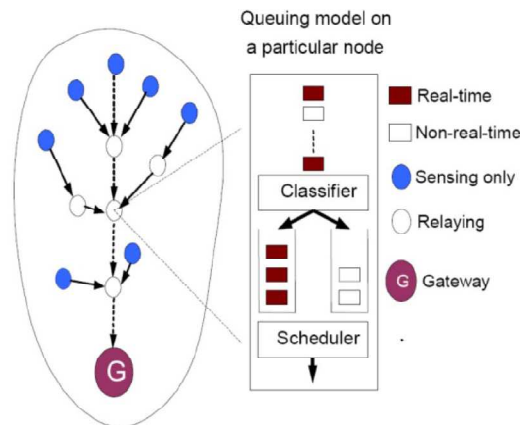 Queuing model on
a particular node
Real-time
Non-real-time
Classifier
Sensing only
Relaying
G
Gateway
Scheduler
G